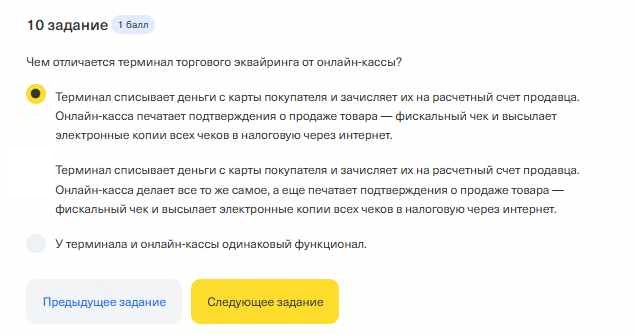 10 задание 1 балл
Чем отличается терминал торгового эквайринга от онлайн-кассы?
Терминал списывает деньги с карты покупателя и зачисляет их на расчетный счет продавца.
Онлайн-касса печатает подтверждения о продаже товара — фискальный чек и высылает
электронные копии всех чеков в налоговую через интернет.
Терминал списывает деньги с карты покупателя и зачисляет их на расчетный счет продавца.
Онлайн-касса делает все то же самое, а еще печатает подтверждения о продаже товара —
фискальный чек и высылает электронные копии всех чеков в налоговую через интернет.
У терминала и онлайн-кассы одинаковый функционал.
Предыдущее задание Следующее задание